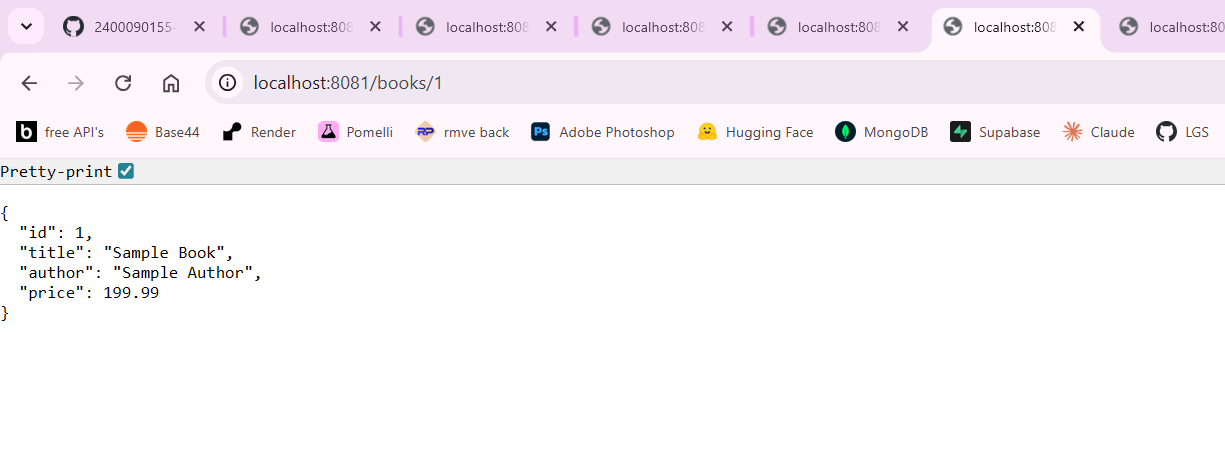 2400090155- localhost:808 localhost:808 localhost:808 localhost:808 localhost:808 localhost:808
localhost:8081/books/1
free API's Base44 Render Pomelli rmve back Adobe Photoshop Hugging Face MongoDB Supabase Claude LGS
Pretty-print
{
"id": 1,
"title": "Sample Book",
"author": "Sample Author",
"price": 199.99
}